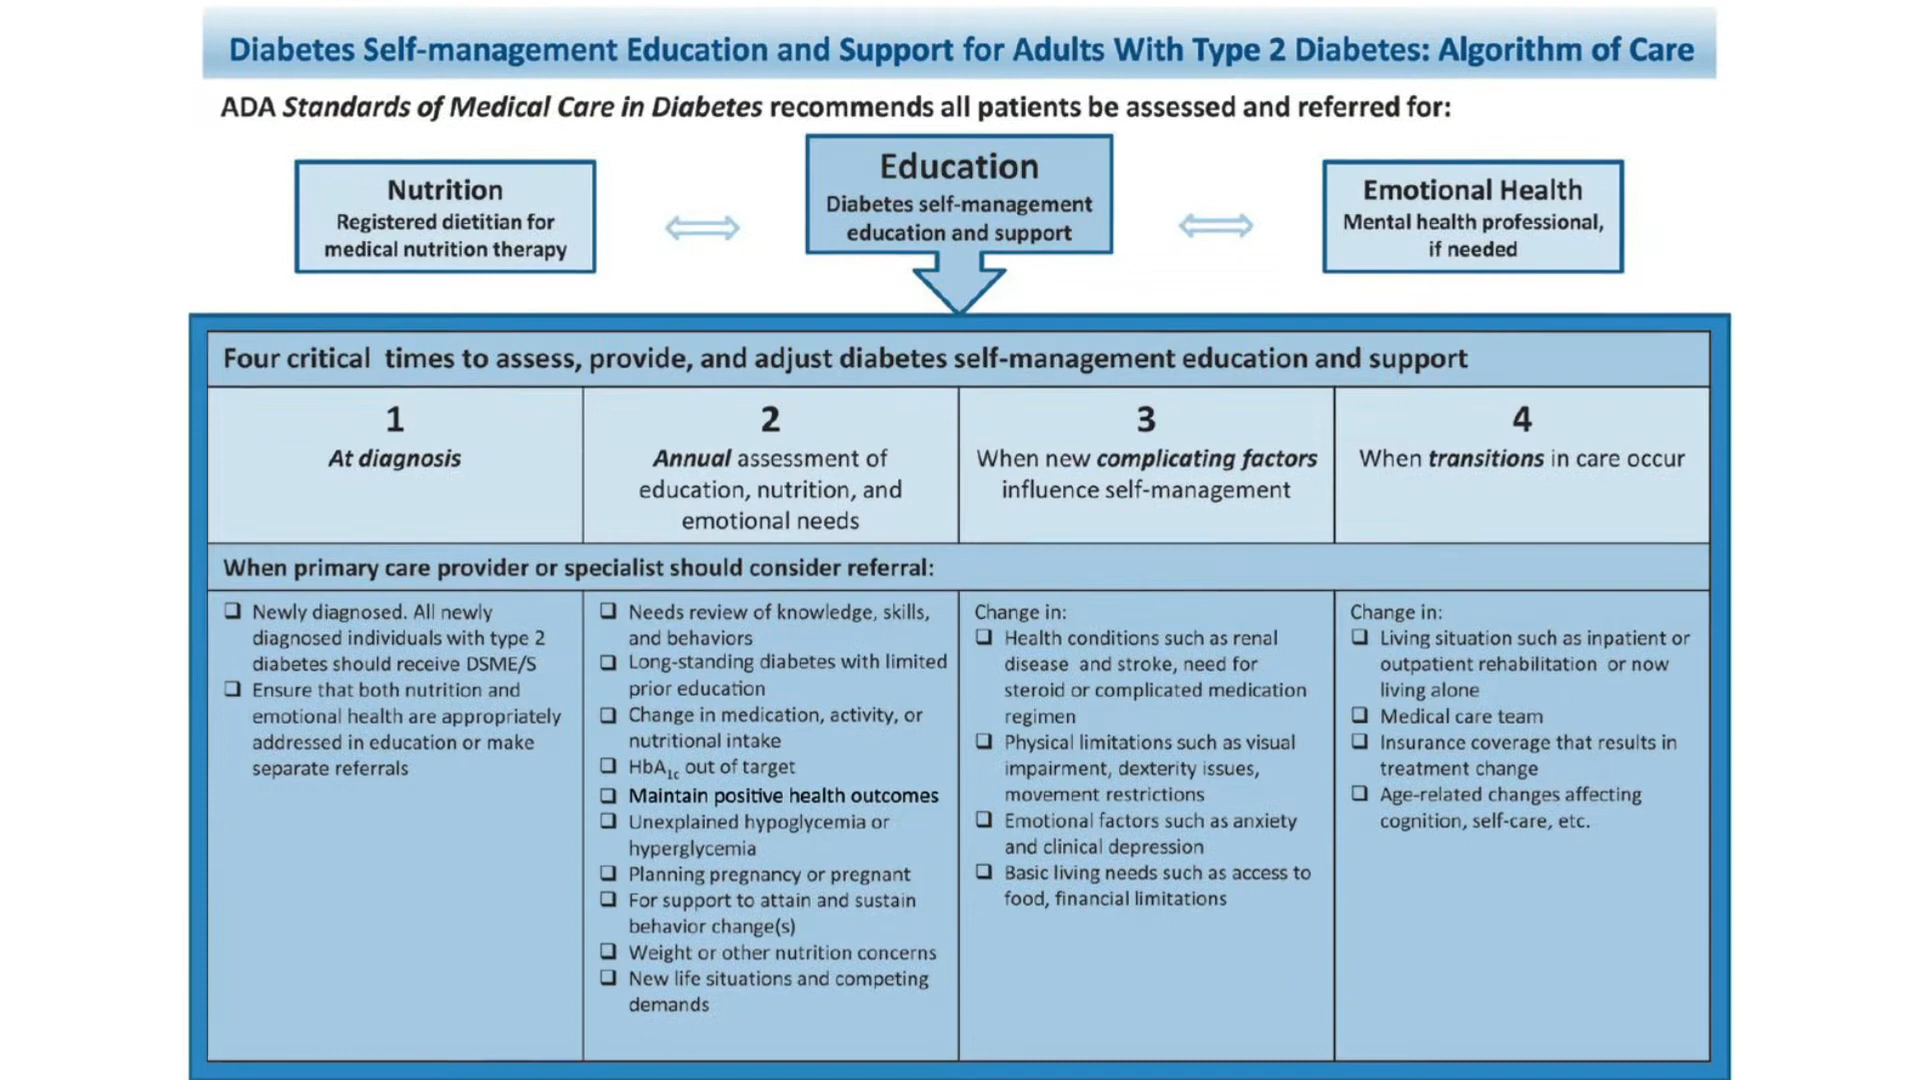 Diabetes Self-management Education and Support for Adults With Type 2 Diabetes: Algorithm of Care
ADA Standards of Medical Care in Diabetes recommends all patients be assessed and referred for:
Nutrition
Registered dietitian for
medical nutrition therapy
Education
Diabetes self-management
education and support
Emotional Health
Mental health professional,
if needed
Four critical times to assess, provide, and adjust diabetes self-management education and support
1
At diagnosis
2
Annual assessment of
education, nutrition, and
emotional needs
3
When new complicating factors
influence self-management
4
When transitions in care occur
When primary care provider or specialist should consider referral:
❑ Newly diagnosed. All newly
diagnosed individuals with type 2
diabetes should receive DSME/S
❑ Ensure that both nutrition and
emotional health are appropriately
addressed in education or make
separate referrals
❑ Needs review of knowledge, skills,
and behaviors
❑ Long-standing diabetes with limited
prior education
❑ Change in medication, activity, or
nutritional intake
❑ HbA1c out of target
❑ Maintain positive health outcomes
❑ Unexplained hypoglycemia or
hyperglycemia
❑ Planning pregnancy or pregnant
❑ For support to attain and sustain
behavior change(s)
❑ Weight or other nutrition concerns
❑ New life situations and competing
demands
Change in:
❑ Health conditions such as renal
disease and stroke, need for
steroid or complicated medication
regimen
❑ Physical limitations such as visual
impairment, dexterity issues,
movement restrictions
❑ Emotional factors such as anxiety
and clinical depression
❑ Basic living needs such as access to
food, financial limitations
Change in:
❑ Living situation such as inpatient or
outpatient rehabilitation or now
living alone
❑ Medical care team
❑ Insurance coverage that results in
treatment change
❑ Age-related changes affecting
cognition, self-care, etc.